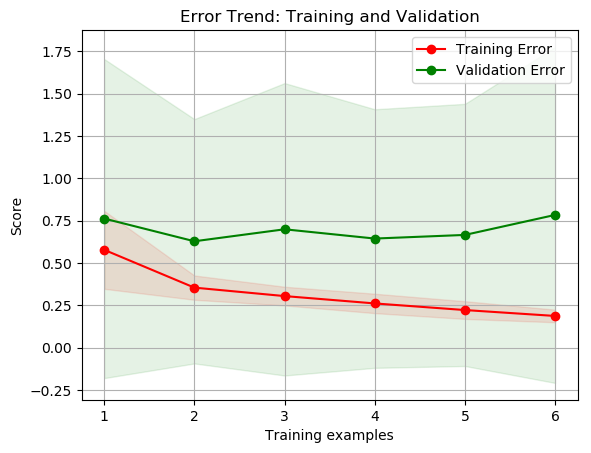 Error Trend: Training and Validation
Training Error
Validation Error
Score
1.75
1.50
1.25
1.00
0.75
0.50
0.25
0.00
−0.25
1 2 3 4 5 6
Training examples